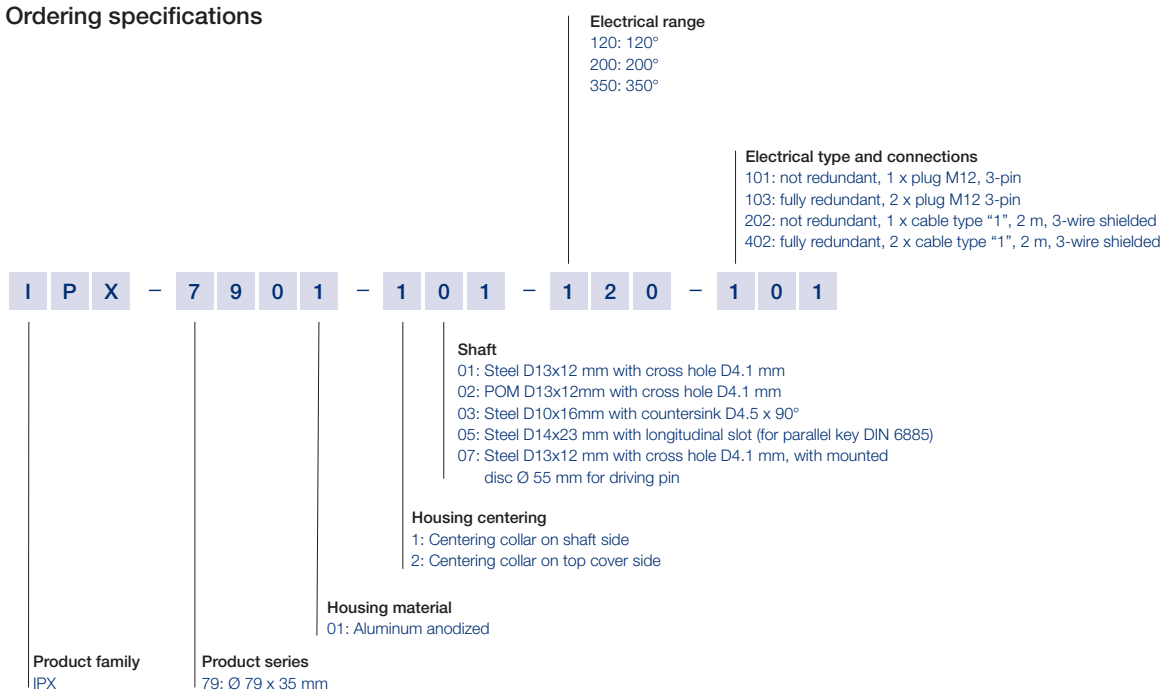 Ordering specifications
Electrical range
120: 120°
200: 200°
350: 350°
Electrical type and connections
101: not redundant, 1 x plug M12, 3-pin
103: fully redundant, 2 x plug M12 3-pin
202: not redundant, 1 x cable type “1”, 2 m, 3-wire shielded
402: fully redundant, 2 x cable type “1”, 2 m, 3-wire shielded
I P X – 7 9 0 1 – 1 0 1 – 1 2 0 – 1 0 1
Shaft
01: Steel D13x12 mm with cross hole D4.1 mm
02: POM D13x12mm with cross hole D4.1 mm
03: Steel D10x16mm with countersink D4.5 x 90°
05: Steel D14x23 mm with longitudinal slot (for parallel key DIN 6885)
07: Steel D13x12 mm with cross hole D4.1 mm, with mounted
disc Ø 55 mm for driving pin
Housing centering
1: Centering collar on shaft side
2: Centering collar on top cover side
Housing material
01: Aluminum anodized
Product family
IPX
Product series
79: Ø 79 x 35 mm